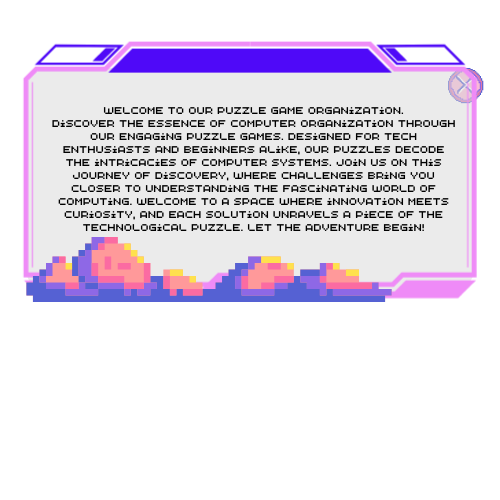 WELCOME TO OUR PUZZLE GAME ORGANiZATiON.
DiSCOVER THE ESSENCE OF COMPUTER ORGANiZATiON THROUGH
OUR ENGAGiNG PUZZLE GAMES. DESiGNED FOR TECH
ENTHUSiASTS AND BEGiNNERS ALiKE, OUR PUZZLES DECODE
THE iNTRiCACiES OF COMPUTER SYSTEMS. JOiN US ON THiS
JOURNEY OF DiSCOVERY, WHERE CHALLENGES BRiNG YOU
CLOSER TO UNDERSTANDiNG THE FASCiNATiNG WORLD OF
COMPUTiNG. WELCOME TO A SPACE WHERE iNNOVATiON MEETS
CURiOSiTY, AND EACH SOLUTiON UNRAVELS A PiECE OF THE
TECHNOLOGiCAL PUZZLE. LET THE ADVENTURE BEGiN!